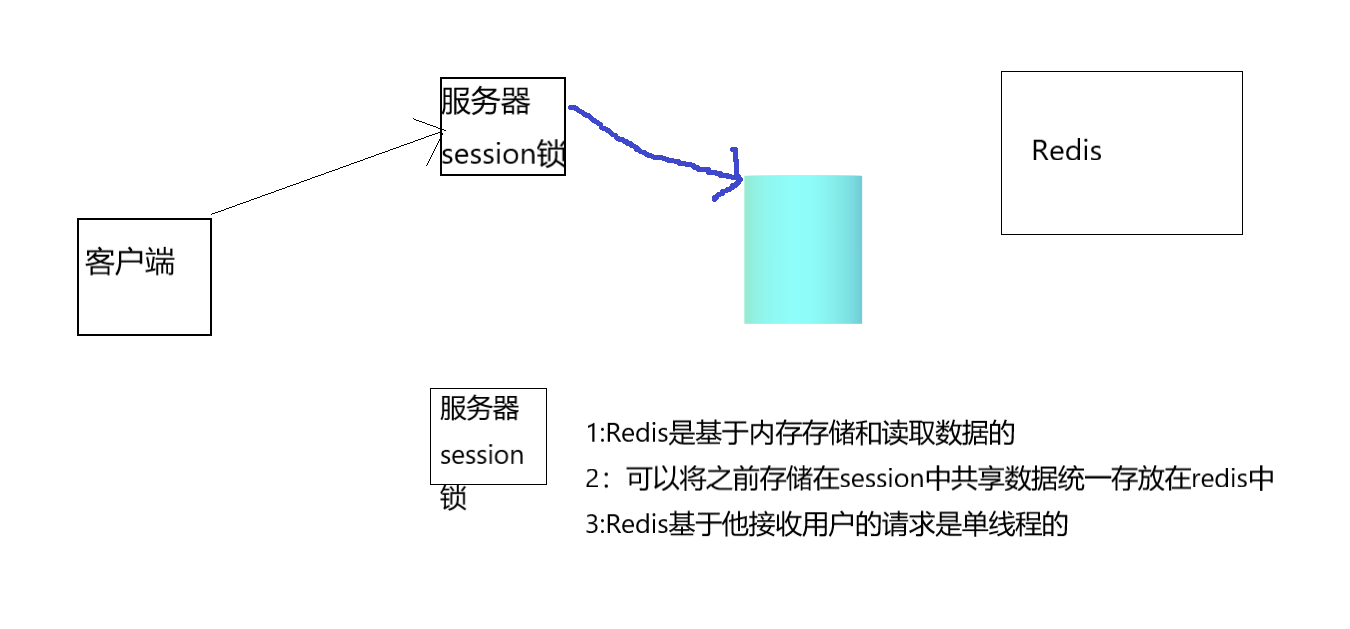 服务器
session锁
Redis
客户端
服务器
session
锁
1:Redis是基于内存存储和读取数据的
2：可以将之前存储在session中共享数据统一存放在redis中
3:Redis基于他接收用户的请求是单线程的